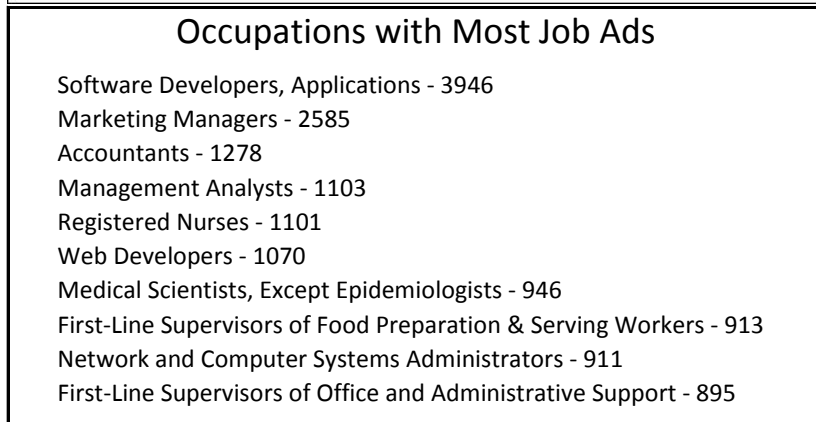 Occupations with Most Job Ads
Software Developers, Applications - 3946
Marketing Managers - 2585
Accountants - 1278
Management Analysts - 1103
Registered Nurses - 1101
Web Developers - 1070
Medical Scientists, Except Epidemiologists - 946
First-Line Supervisors of Food Preparation & Serving Workers - 913
Network and Computer Systems Administrators - 911
First-Line Supervisors of Office and Administrative Support - 895